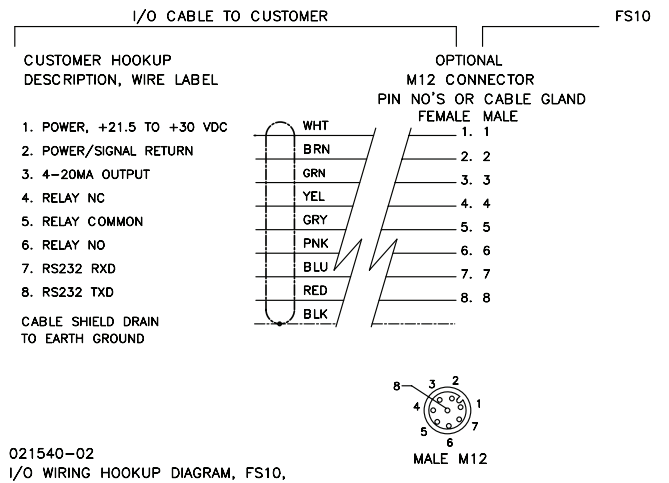 I/O CABLE TO CUSTOMER FS10
CUSTOMER HOOKUP
DESCRIPTION, WIRE LABEL
OPTIONAL
M12 CONNECTOR
PIN NO'S OR CABLE GLAND
FEMALE MALE
1. POWER, +21.5 TO +30 VDC WHT 1. 1
2. POWER/SIGNAL RETURN BRN 2. 2
3. 4-20MA OUTPUT GRN 3. 3
4. RELAY NC YEL 4. 4
5. RELAY COMMON GRY 5. 5
6. RELAY NO PNK 6. 6
7. RS232 RXD BLU 7. 7
8. RS232 TXD RED 8. 8
CABLE SHIELD DRAIN BLK
TO EARTH GROUND
8 3 2
4 1
5 7
6
MALE M12
021540-02
I/O WIRING HOOKUP DIAGRAM, FS10,